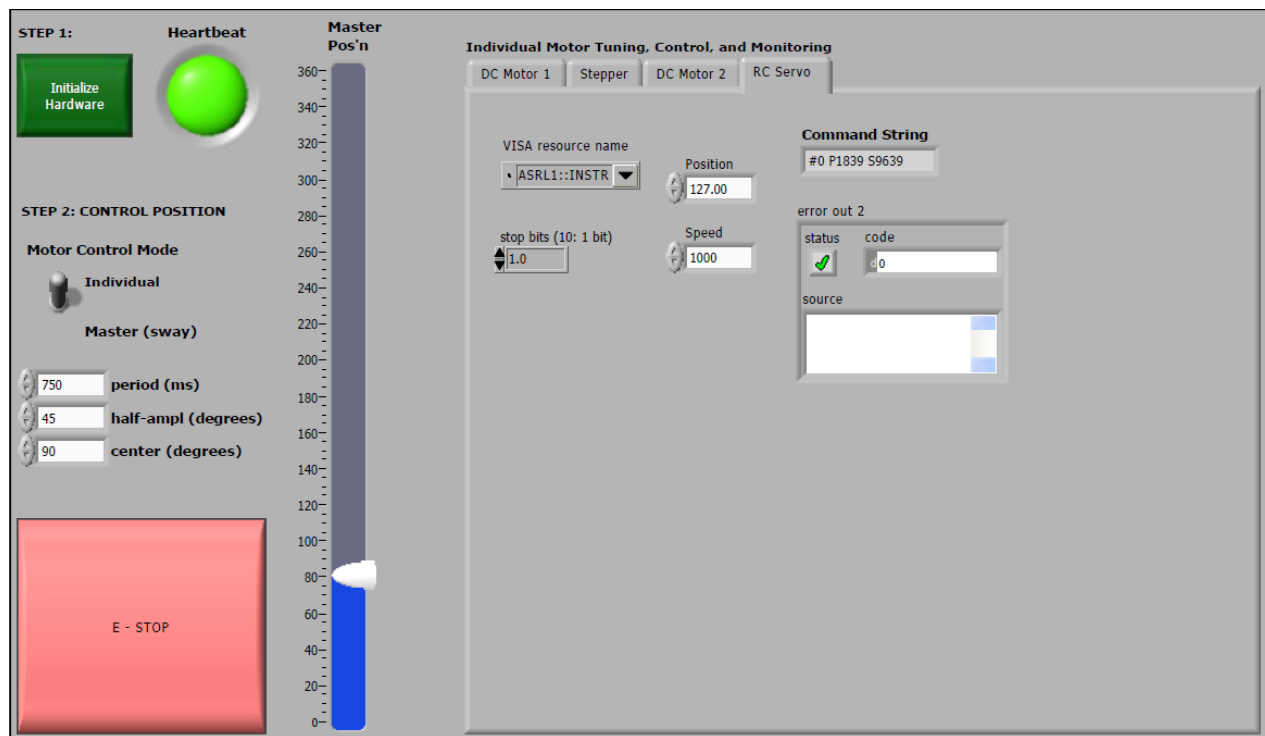 STEP 1:
Heartbeat
Initialize
Hardware
STEP 2: CONTROL POSITION
Motor Control Mode
Individual
Master (sway)
750 period (ms)
45 half-ampl (degrees)
90 center (degrees)
E - STOP
Master
Pos'n
360
340
320
300
280
260
240
220
200
180
160
140
120
100
80
60
40
20
0
Individual Motor Tuning, Control, and Monitoring
DC Motor 1 Stepper DC Motor 2 RC Servo
VISA resource name
ASRL1::INSTR
stop bits (10: 1 bit)
1.0
Position
127.00
Speed
1000
Command String
#0 P1839 S9639
error out 2
status code
d0
source